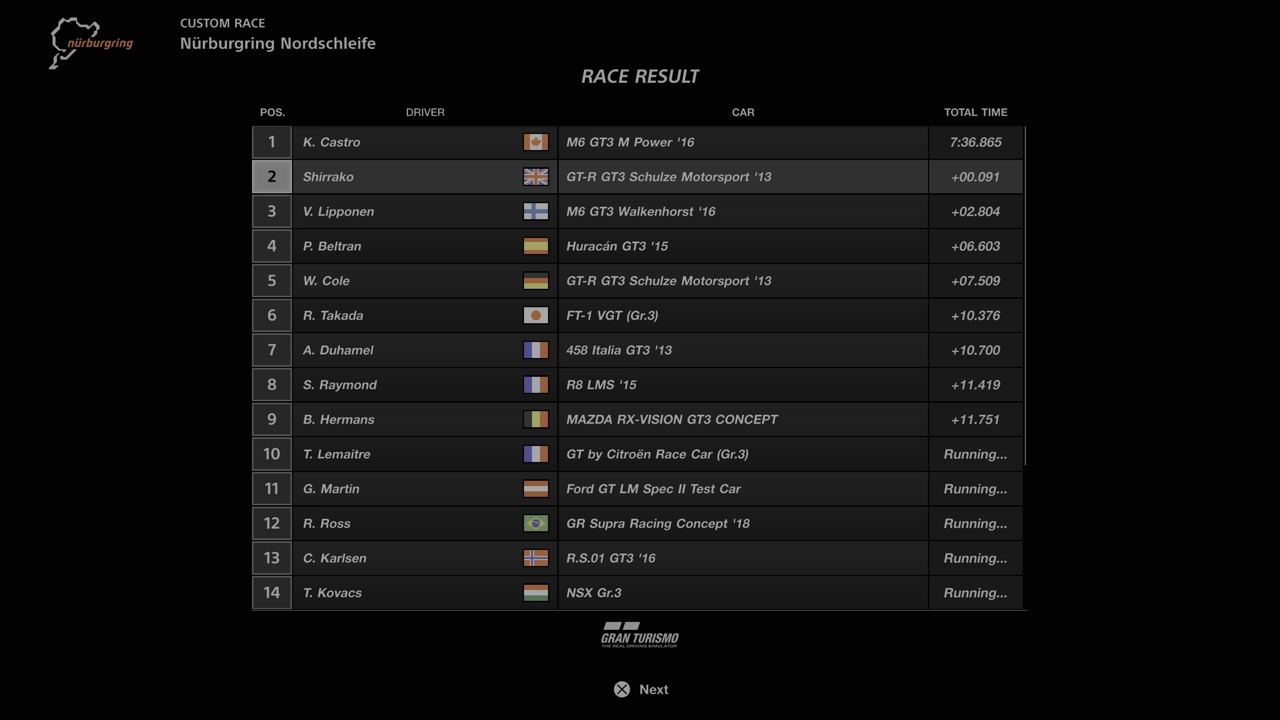 nürburgring
CUSTOM RACE
Nürburgring Nordschleife
RACE RESULT
POS. DRIVER CAR TOTAL TIME
1 K. Castro M6 GT3 M Power '16 7:36.865
2 Shirrako GT-R GT3 Schulze Motorsport '13 +00.091
3 V. Lipponen M6 GT3 Walkenhorst '16 +02.804
4 P. Beltran Huracán GT3 '15 +06.603
5 W. Cole GT-R GT3 Schulze Motorsport '13 +07.509
6 R. Takada FT-1 VGT (Gr.3) +10.376
7 A. Duhamel 458 Italia GT3 '13 +10.700
8 S. Raymond R8 LMS '15 +11.419
9 B. Hermans MAZDA RX-VISION GT3 CONCEPT +11.751
10 T. Lemaitre GT by Citroën Race Car (Gr.3) Running...
11 G. Martin Ford GT LM Spec II Test Car Running...
12 R. Ross GR Supra Racing Concept '18 Running...
13 C. Karlsen R.S.01 GT3 '16 Running...
14 T. Kovacs NSX Gr.3 Running...
GRAN TURISMO
THE REAL DRIVING SIMULATOR
Next